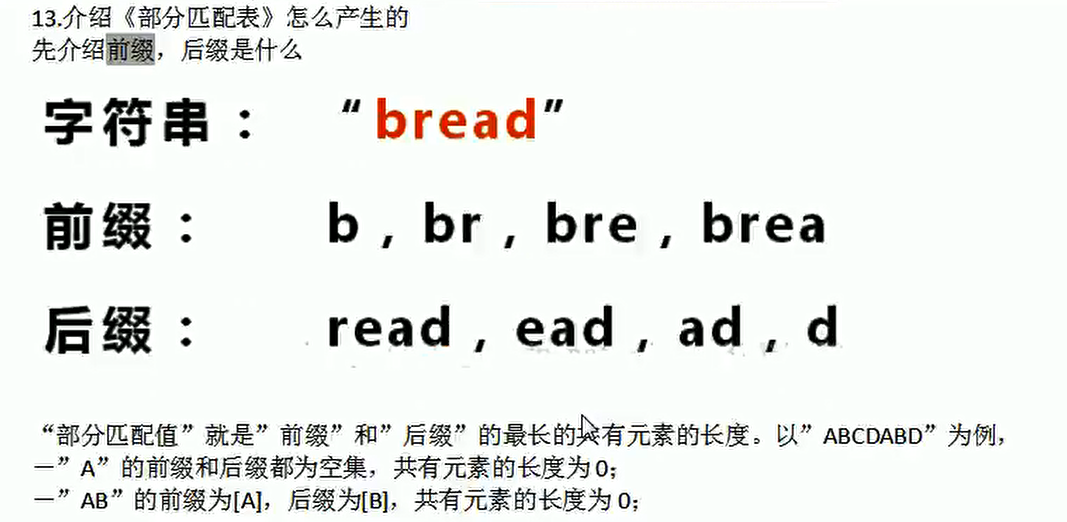 13.介绍《部分匹配表》怎么产生的
先介绍前缀，后缀是什么
字符串： “bread”
前缀： b , br , bre , brea
后缀： read , ead , ad , d
“部分匹配值”就是”前缀”和”后缀”的最长的共有元素的长度。以”ABCDABD”为例，
－”A”的前缀和后缀都为空集，共有元素的长度为0；
－”AB”的前缀为[A]，后缀为[B]，共有元素的长度为0；